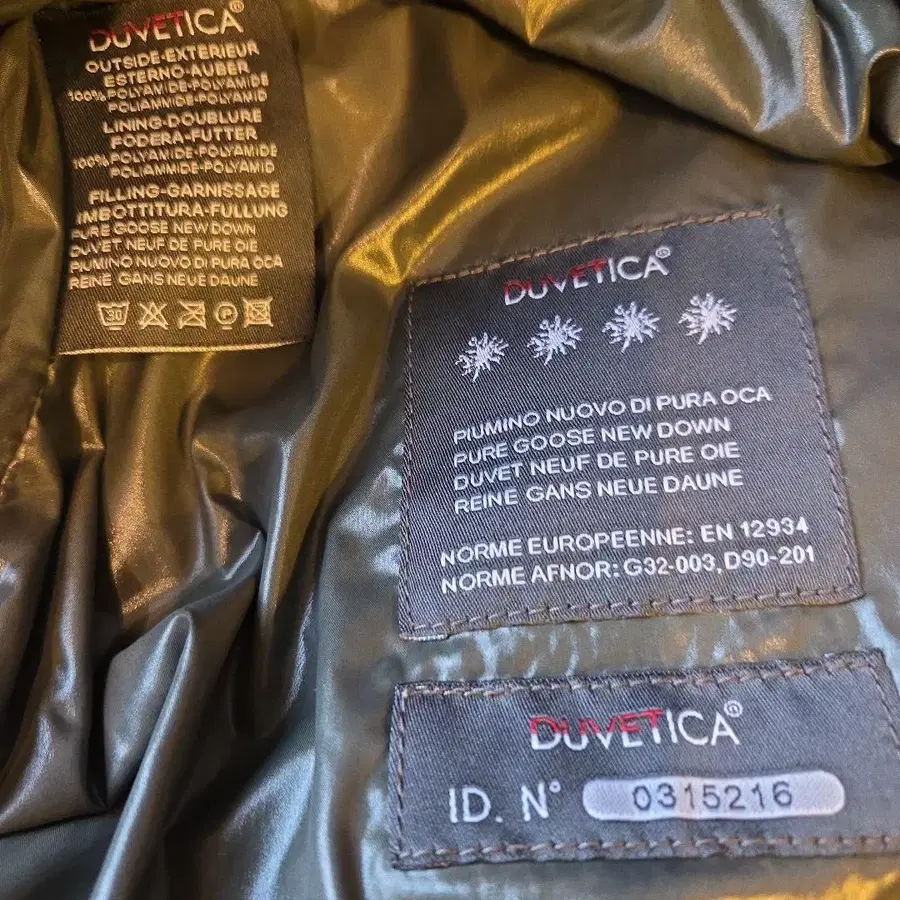 DUVETICA®
OUTSIDE-EXTERIEUR
ESTERNO-AUBER
100% POLYAMIDE-POLYAMID
POLIAMMIDE-POLYAMID
LINING-DOUBLURE
FODERA-FUTTER
100% POLYAMIDE-POLYAMIDE
POLIAMMIDE-POLYAMID
FILLING-GARNISSAGE
IMBOTTITURA-FULLUNG
PURE GOOSE NEW DOWN
DUVET NEUF DE PURE OIE
PIUMINO NUOVO DI PURA OCA
REINE GANS NEUE DAUNE
30 P
DUVETICA®
PIUMINO NUOVO DI PURA OCA
PURE GOOSE NEW DOWN
DUVET NEUF DE PURE OIE
REINE GANS NEUE DAUNE
NORME EUROPEENNE: EN 12934
NORME AFNOR: G32-003, D90-201
DUVETICA®
ID. N° 0315216